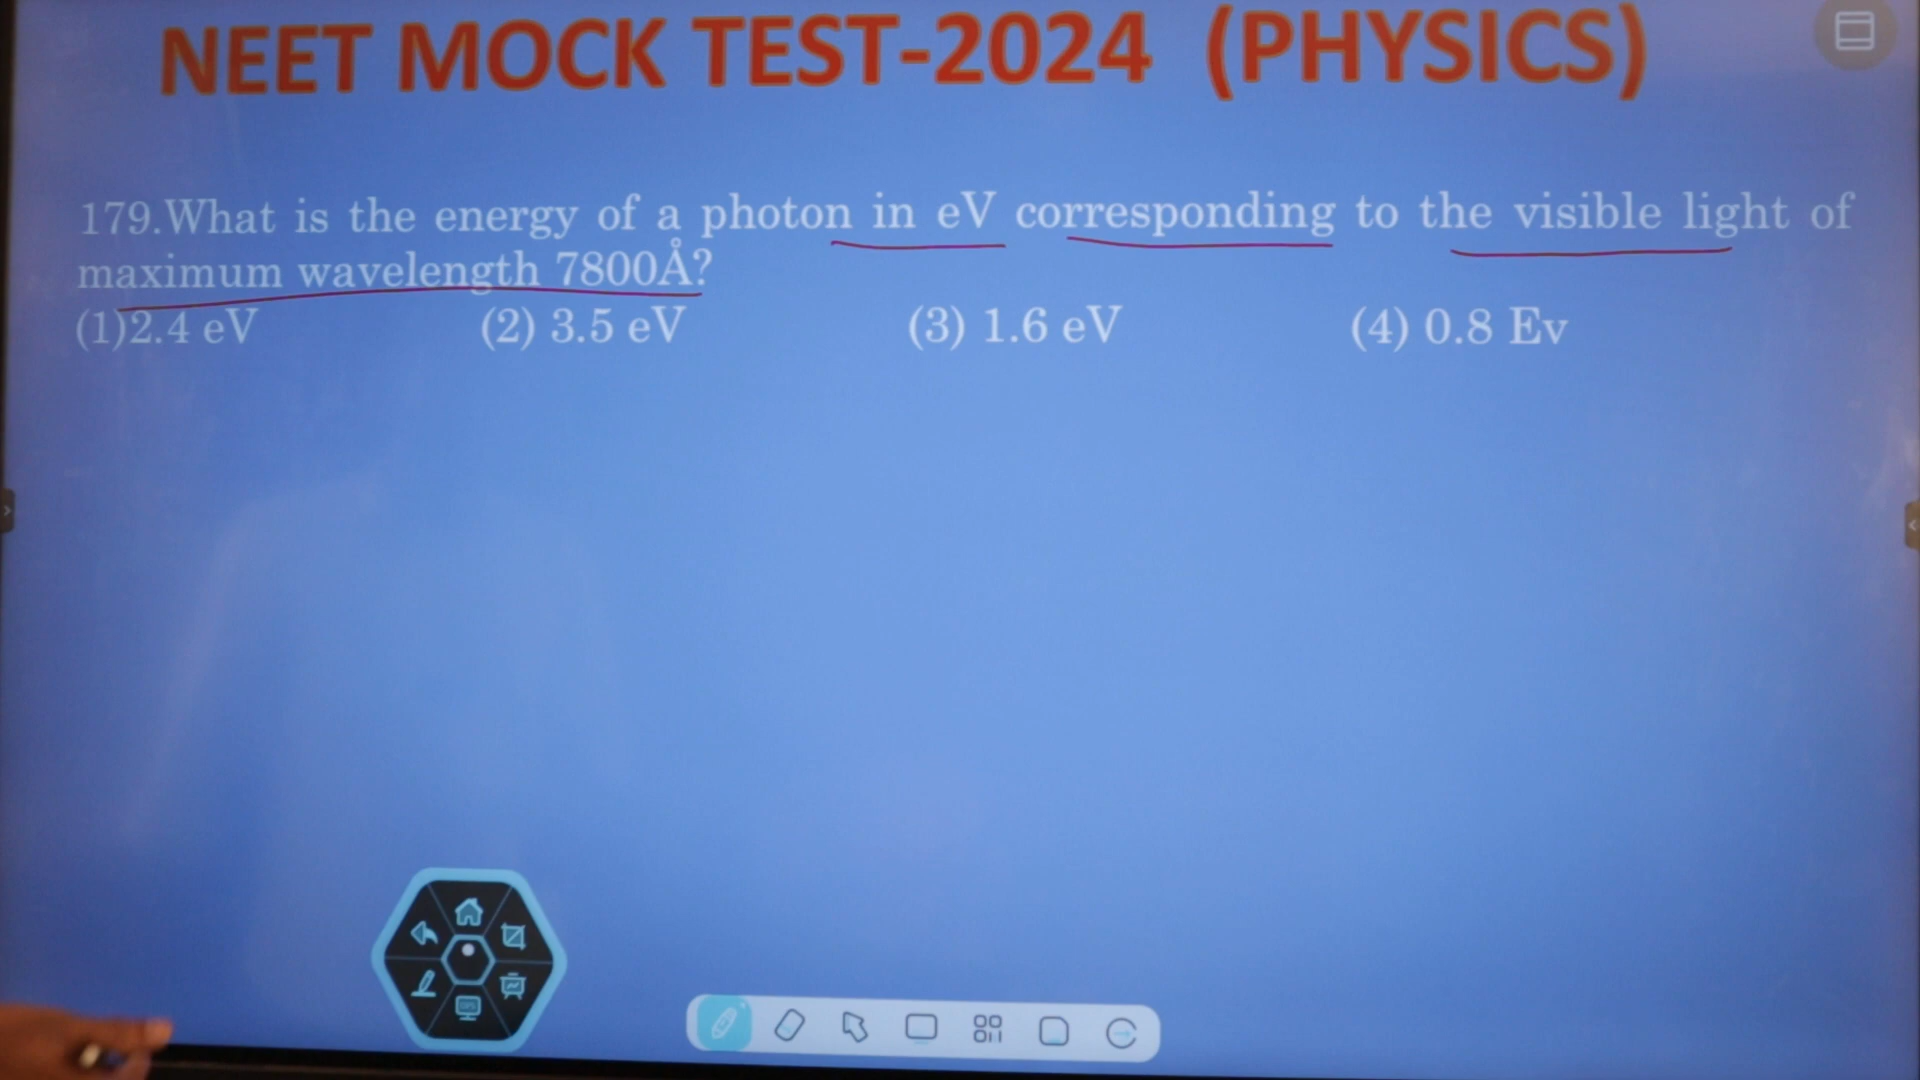 NEET MOCK TEST-2024 (PHYSICS)
179.What is the energy of a photon in eV corresponding to the visible light of
maximum wavelength 7800Å?
(1)2.4 eV (2) 3.5 eV (3) 1.6 eV (4) 0.8 Ev